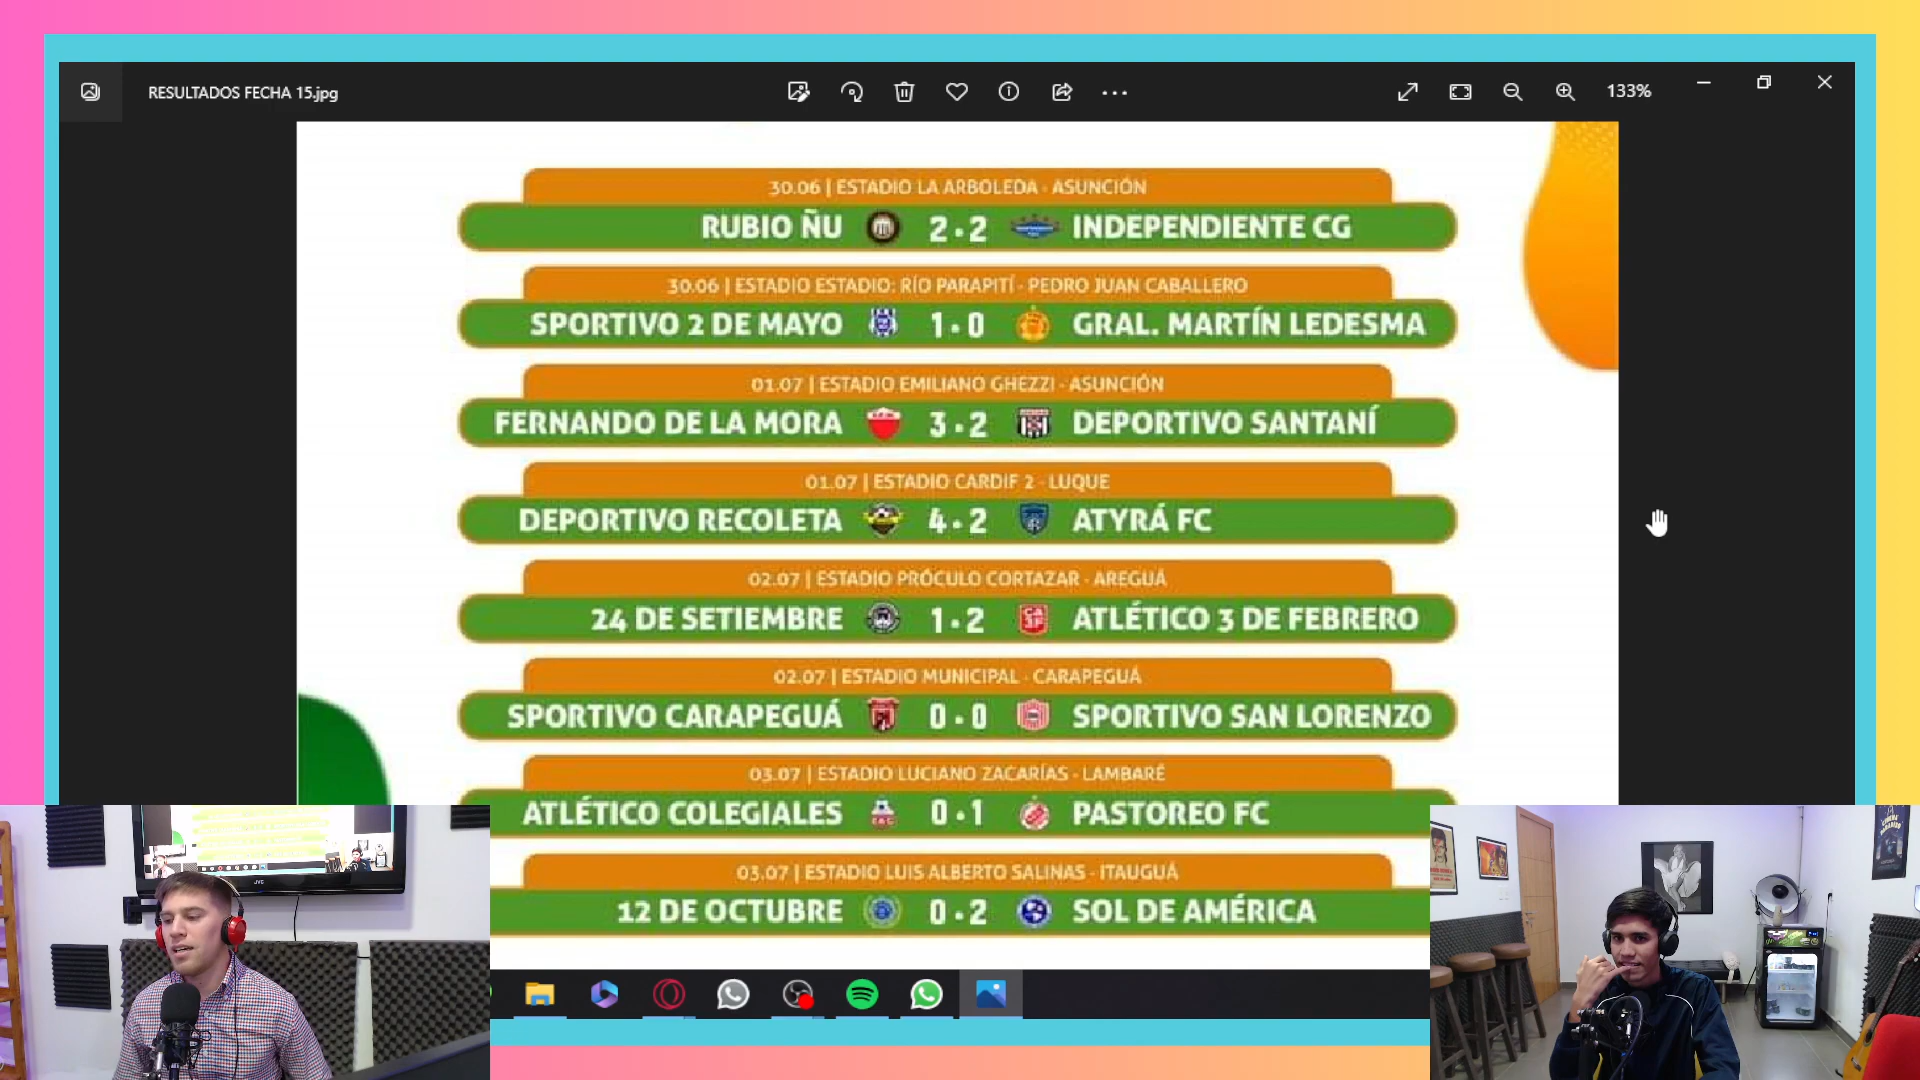 RESULTADOS FECHA 15.jpg
133%
30.06 | ESTADIO LA ARBOLEDA - ASUNCIÓN
RUBIO ÑU 2 - 2 INDEPENDIENTE CG
30.06 | ESTADIO ESTADIO: RÍO PARAPITÍ - PEDRO JUAN CABALLERO
SPORTIVO 2 DE MAYO 1 - 0 GRAL. MARTÍN LEDESMA
01.07 | ESTADIO EMILIANO GHEZZI - ASUNCIÓN
FERNANDO DE LA MORA 3 - 2 DEPORTIVO SANTANÍ
01.07 | ESTADIO CARDIF 2 - LUQUE
DEPORTIVO RECOLETA 4 - 2 ATYRÁ FC
02.07 | ESTADIO PRÓCULO CORTAZAR - AREGUÁ
24 DE SETIEMBRE 1 - 2 ATLÉTICO 3 DE FEBRERO
02.07 | ESTADIO MUNICIPAL - CARAPEGUÁ
SPORTIVO CARAPEGUÁ 0 - 0 SPORTIVO SAN LORENZO
03.07 | ESTADIO LUCIANO ZACARÍAS - LAMBARÉ
ATLÉTICO COLEGIALES 0 - 1 PASTOREO FC
03.07 | ESTADIO LUIS ALBERTO SALINAS - ITAUGUÁ
12 DE OCTUBRE 0 - 2 SOL DE AMÉRICA
JVC